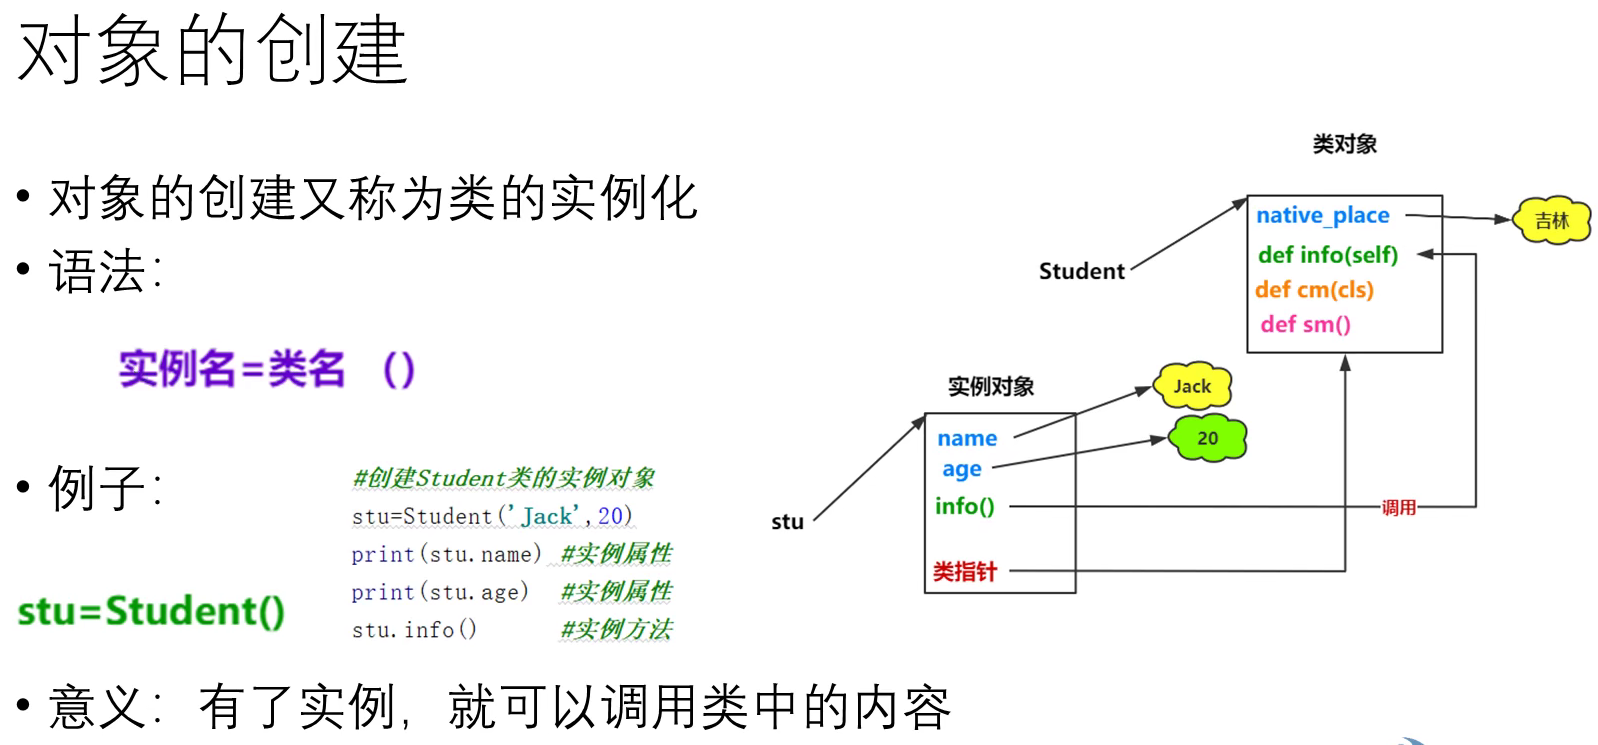 对象的创建
• 对象的创建又称为类的实例化
• 语法：
实例名=类名 （）
• 例子：
#创建Student类的实例对象
stu=Student('Jack',20)
print(stu.name) #实例属性
print(stu.age) #实例属性
stu.info() #实例方法
stu=Student()
• 意义：有了实例，就可以调用类中的内容
类对象
Student
native_place
吉林
def info(self)
def cm(cls)
def sm()
实例对象
stu
name
Jack
age
20
info()
调用
类指针